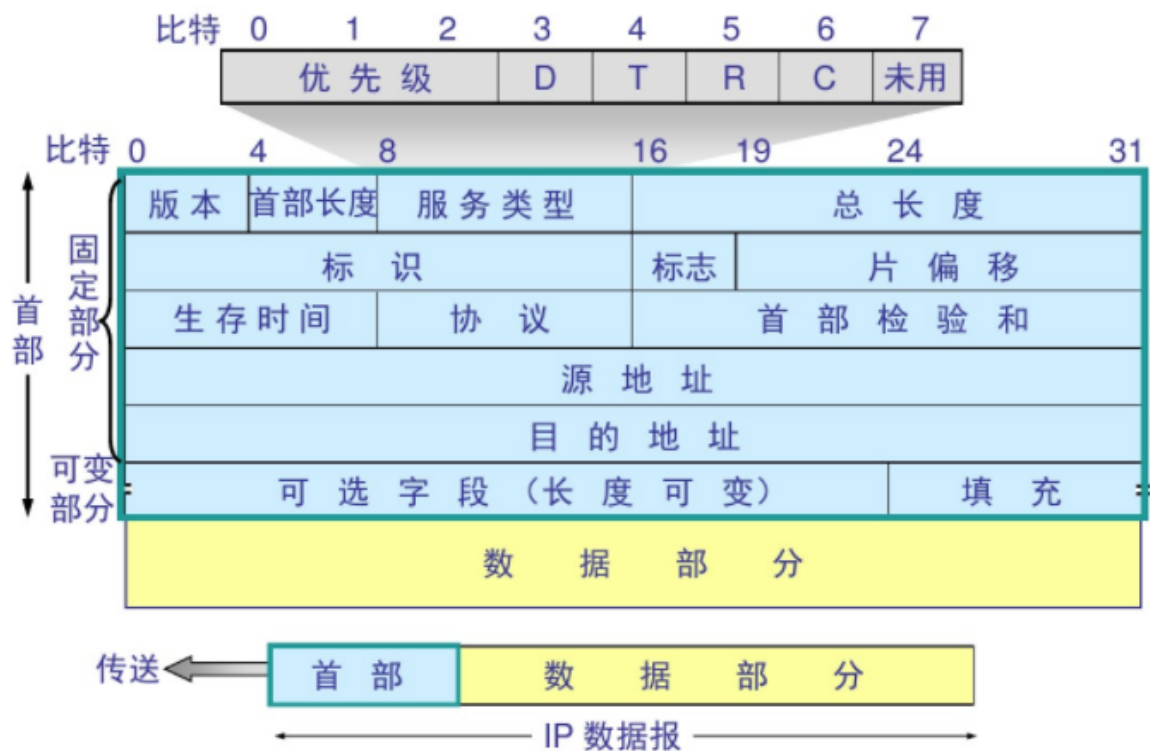 比特 0 1 2 3 4 5 6 7
优先级 D T R C 未用
比特 0 4 8 16 19 24 31
版本 首部长度 服务类型 总长度
标识 标志 片偏移
生存时间 协议 首部检验和
源地址
目的地址
可选字段（长度可变） 填充
首部
固定部分
可变
部分
数据部分
传送 首部 数据部分
IP 数据报